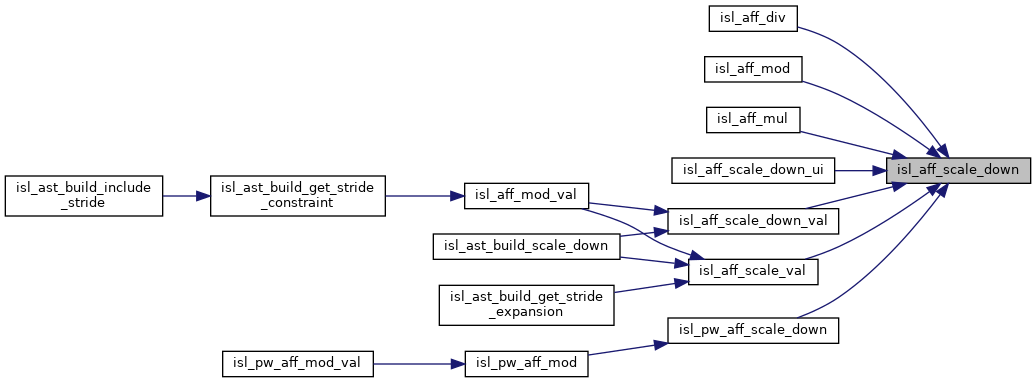 isl_aff_div
isl_aff_mod
isl_aff_mul
isl_aff_scale_down
isl_aff_scale_down_ui
isl_ast_build_include
_stride
isl_ast_build_get_stride
_constraint
isl_aff_mod_val
isl_aff_scale_down_val
isl_ast_build_scale_down
isl_aff_scale_val
isl_ast_build_get_stride
_expansion
isl_pw_aff_scale_down
isl_pw_aff_mod_val
isl_pw_aff_mod